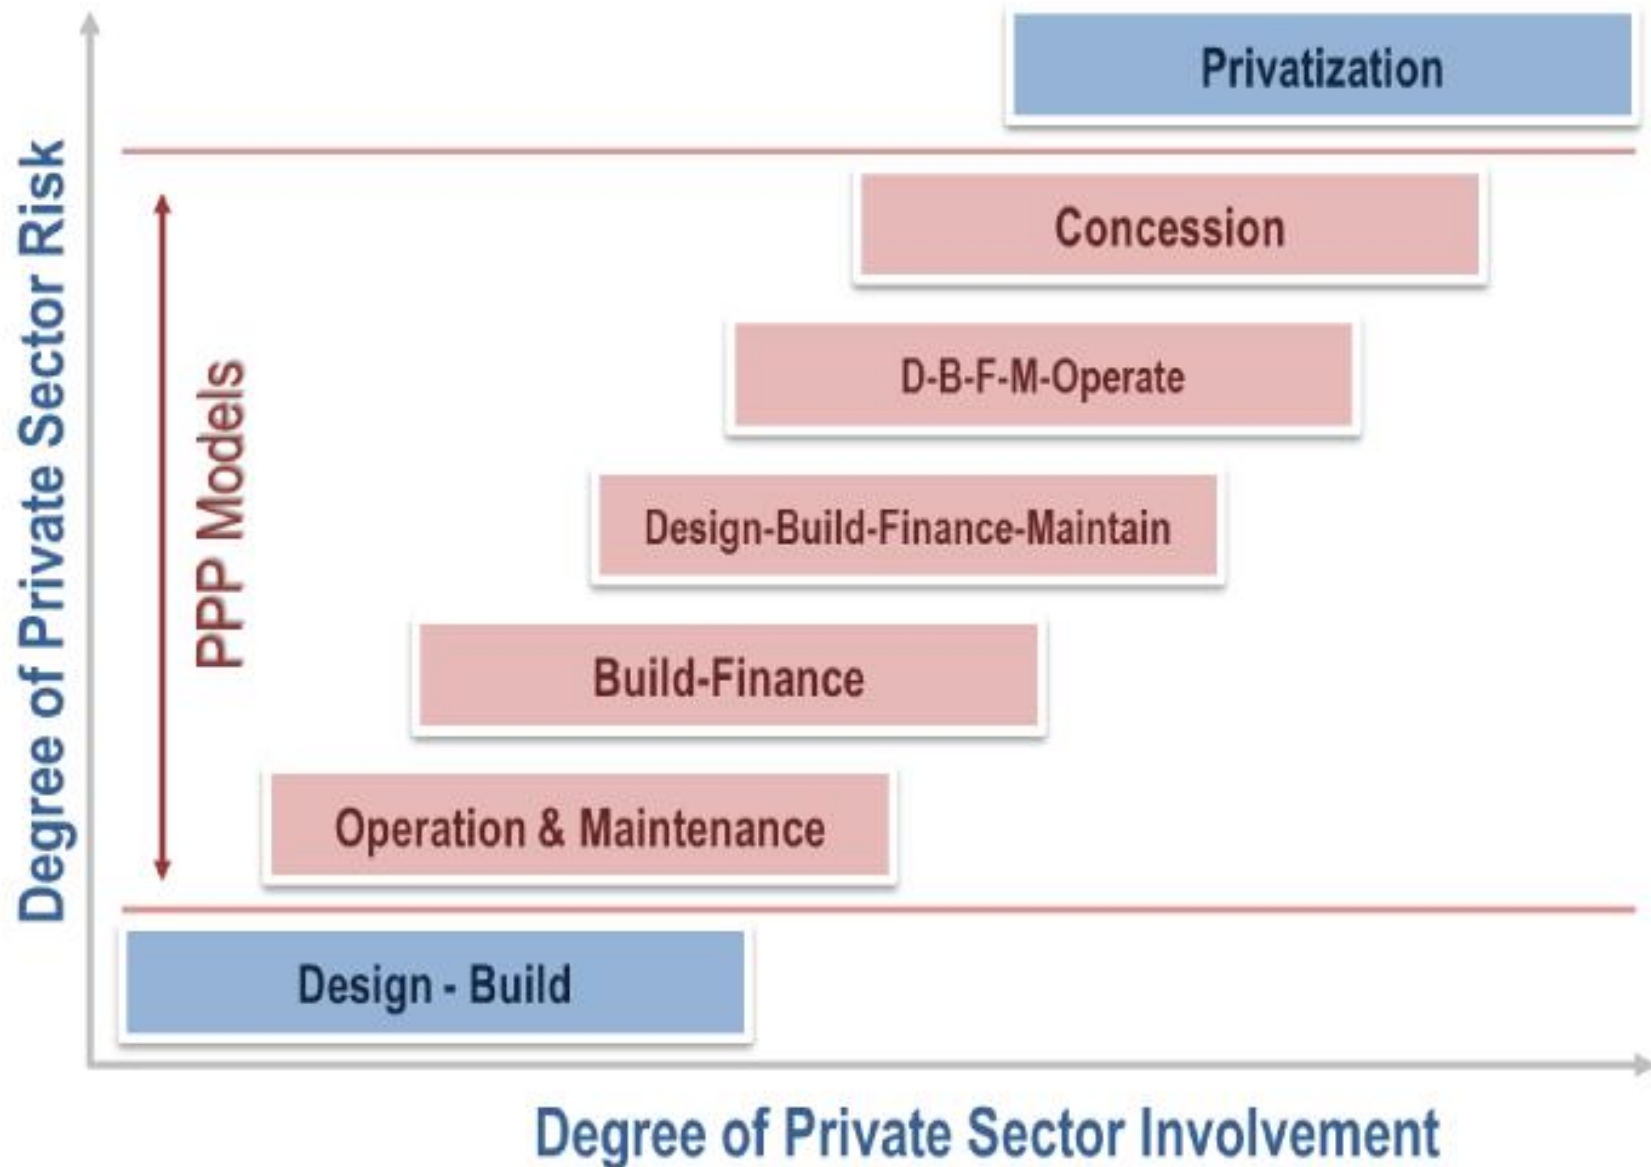 Privatization
Concession
D-B-F-M-Operate
Design-Build-Finance-Maintain
Build-Finance
Operation & Maintenance
Design - Build
PPP Models
Degree of Private Sector Risk
Degree of Private Sector Involvement